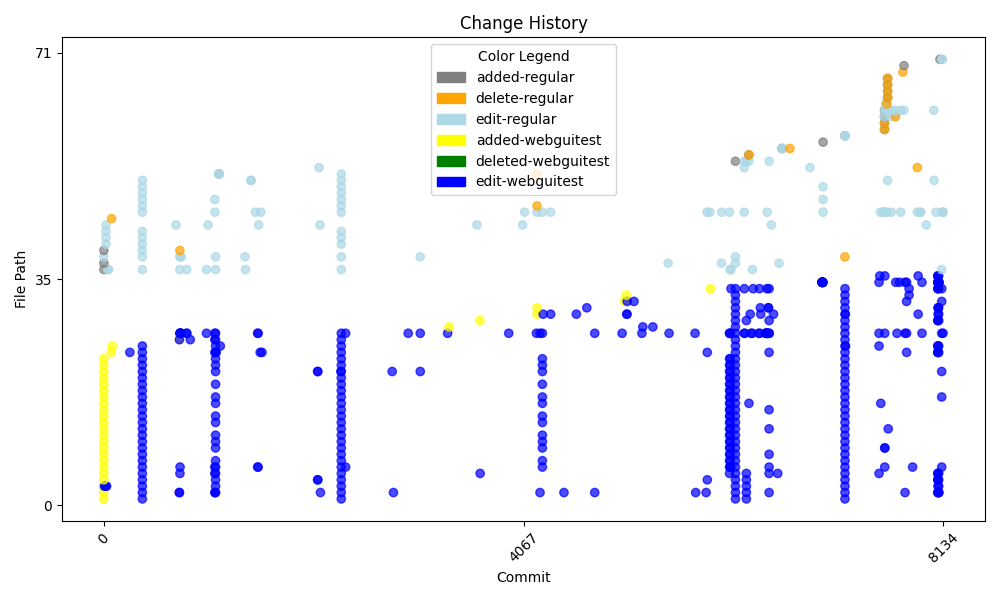 Change History
Color Legend
added-regular
delete-regular
edit-regular
added-webguitest
deleted-webguitest
edit-webguitest
71
35
0
File Path
0
4067
8134
Commit